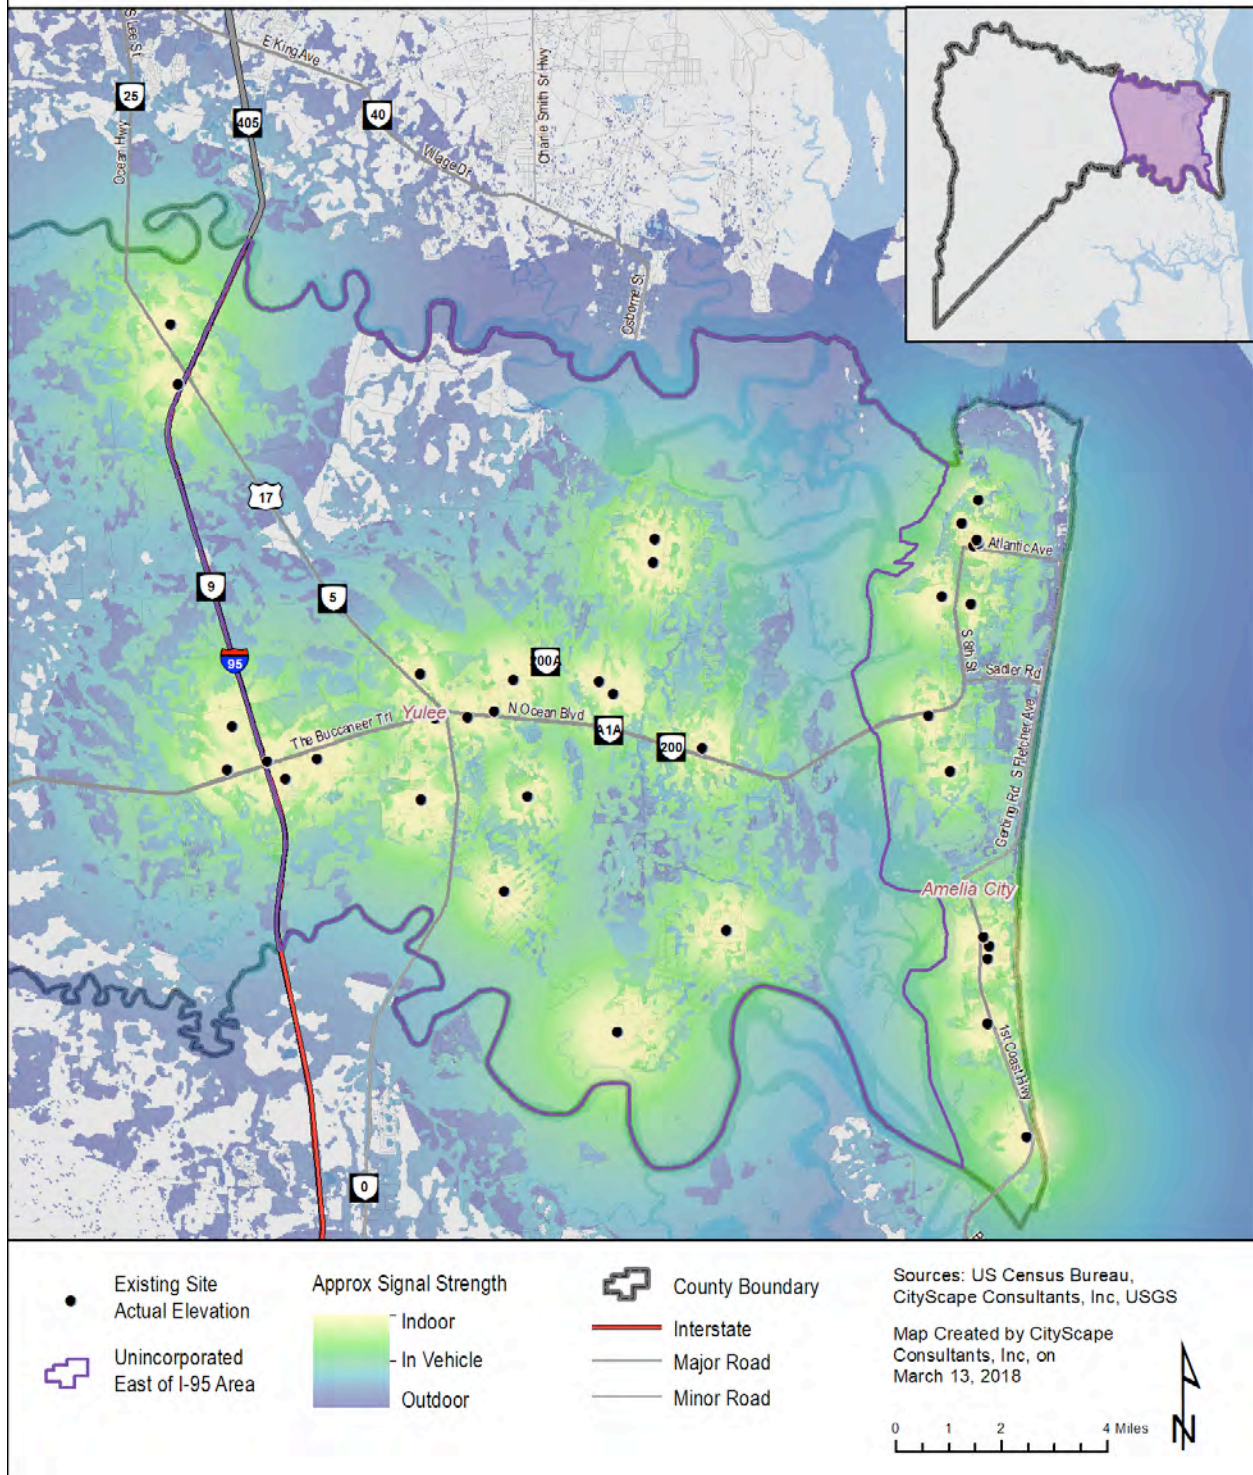 S Lee St
E King Ave
25
405
40
Charlie Smith Sr Hwy
Ocean Hwy
Village Dr
Osborne St
17
9
5
95
Atlantic Ave
S 8th St
Sadler Rd
200A
Yulee
N Ocean Blvd
The Buccaneer Trl
A1A
200
S Fletcher Ave
Gerbing Rd
Amelia City
1st Coast Hwy
0
Existing Site
Actual Elevation
Unincorporated
East of I-95 Area
Approx Signal Strength
Indoor
In Vehicle
Outdoor
County Boundary
Interstate
Major Road
Minor Road
Sources: US Census Bureau,
CityScape Consultants, Inc, USGS
Map Created by CityScape
Consultants, Inc, on
March 13, 2018
0 1 2 4 Miles
N